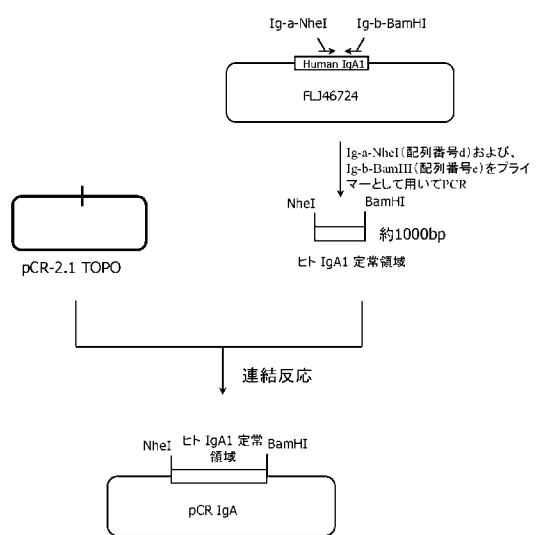 Ig-a-NheI Ig-b-BamHI
Human IgA1
FLJ46724
Ig-a-NheI(配列番号d)および、
Ig-b-BamHI(配列番号e)をプライ
マーとして用いてPCR
NheI BamHI
約1000bp
ヒト IgA1 定常領域
pCR-2.1 TOPO
連結反応
NheI ヒト IgA1 定常 BamHI
領域
pCR IgA